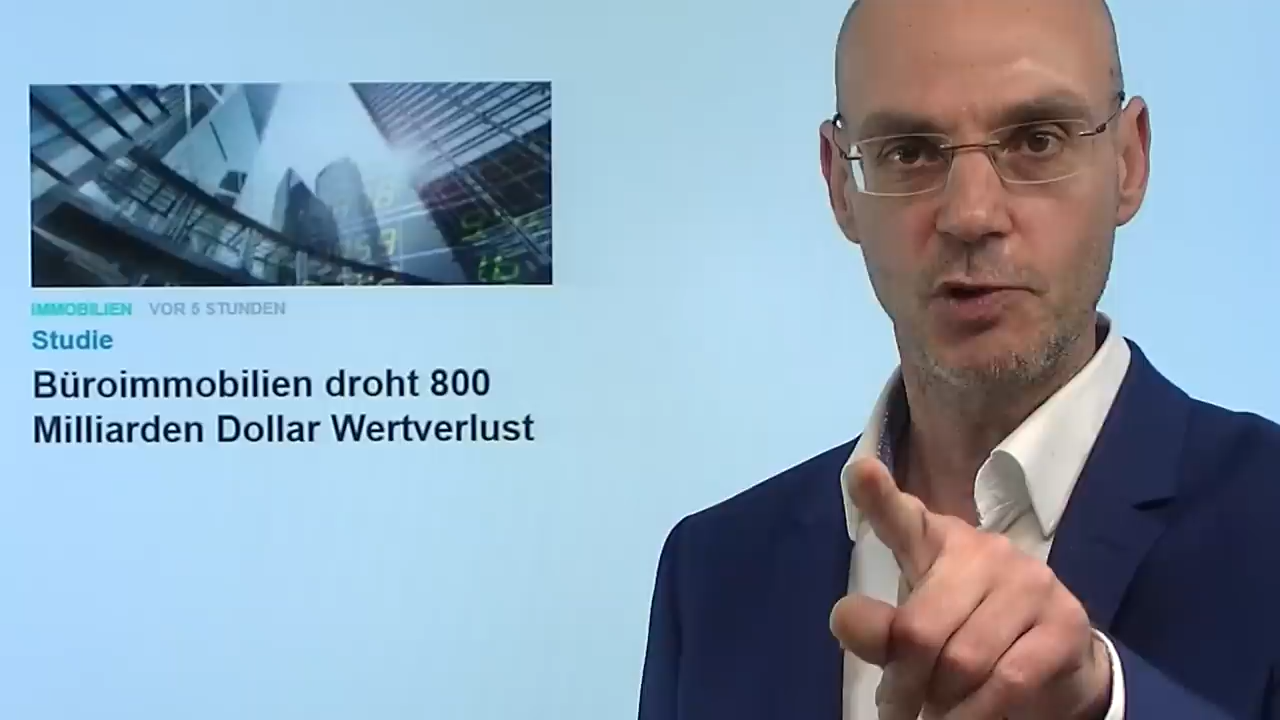 IMMOBILIEN VOR 5 STUNDEN
Studie
Büroimmobilien droht 800
Milliarden Dollar Wertverlust